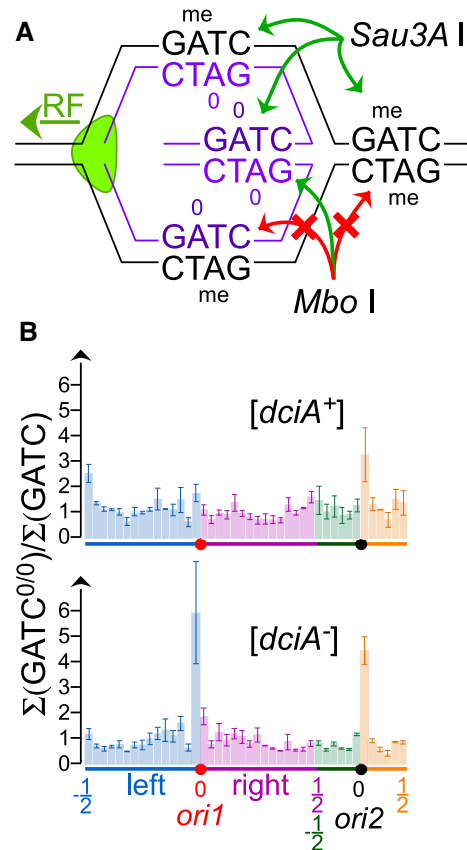 A
me
GATC
CTAG
0
Sau3A I
RF
0
GATC
CTAG
0
me
GATC
CTAG
me
0
GATC
CTAG
me
Mbo I
B
Σ(GATC⁰/⁰)/Σ(GATC)
[dciA⁺]
6
5
4
3
2
1
0
[dciA⁻]
6
5
4
3
2
1
0
-1/2 left 0 right 1/2 0 1/2
-1/2
ori1 ori2